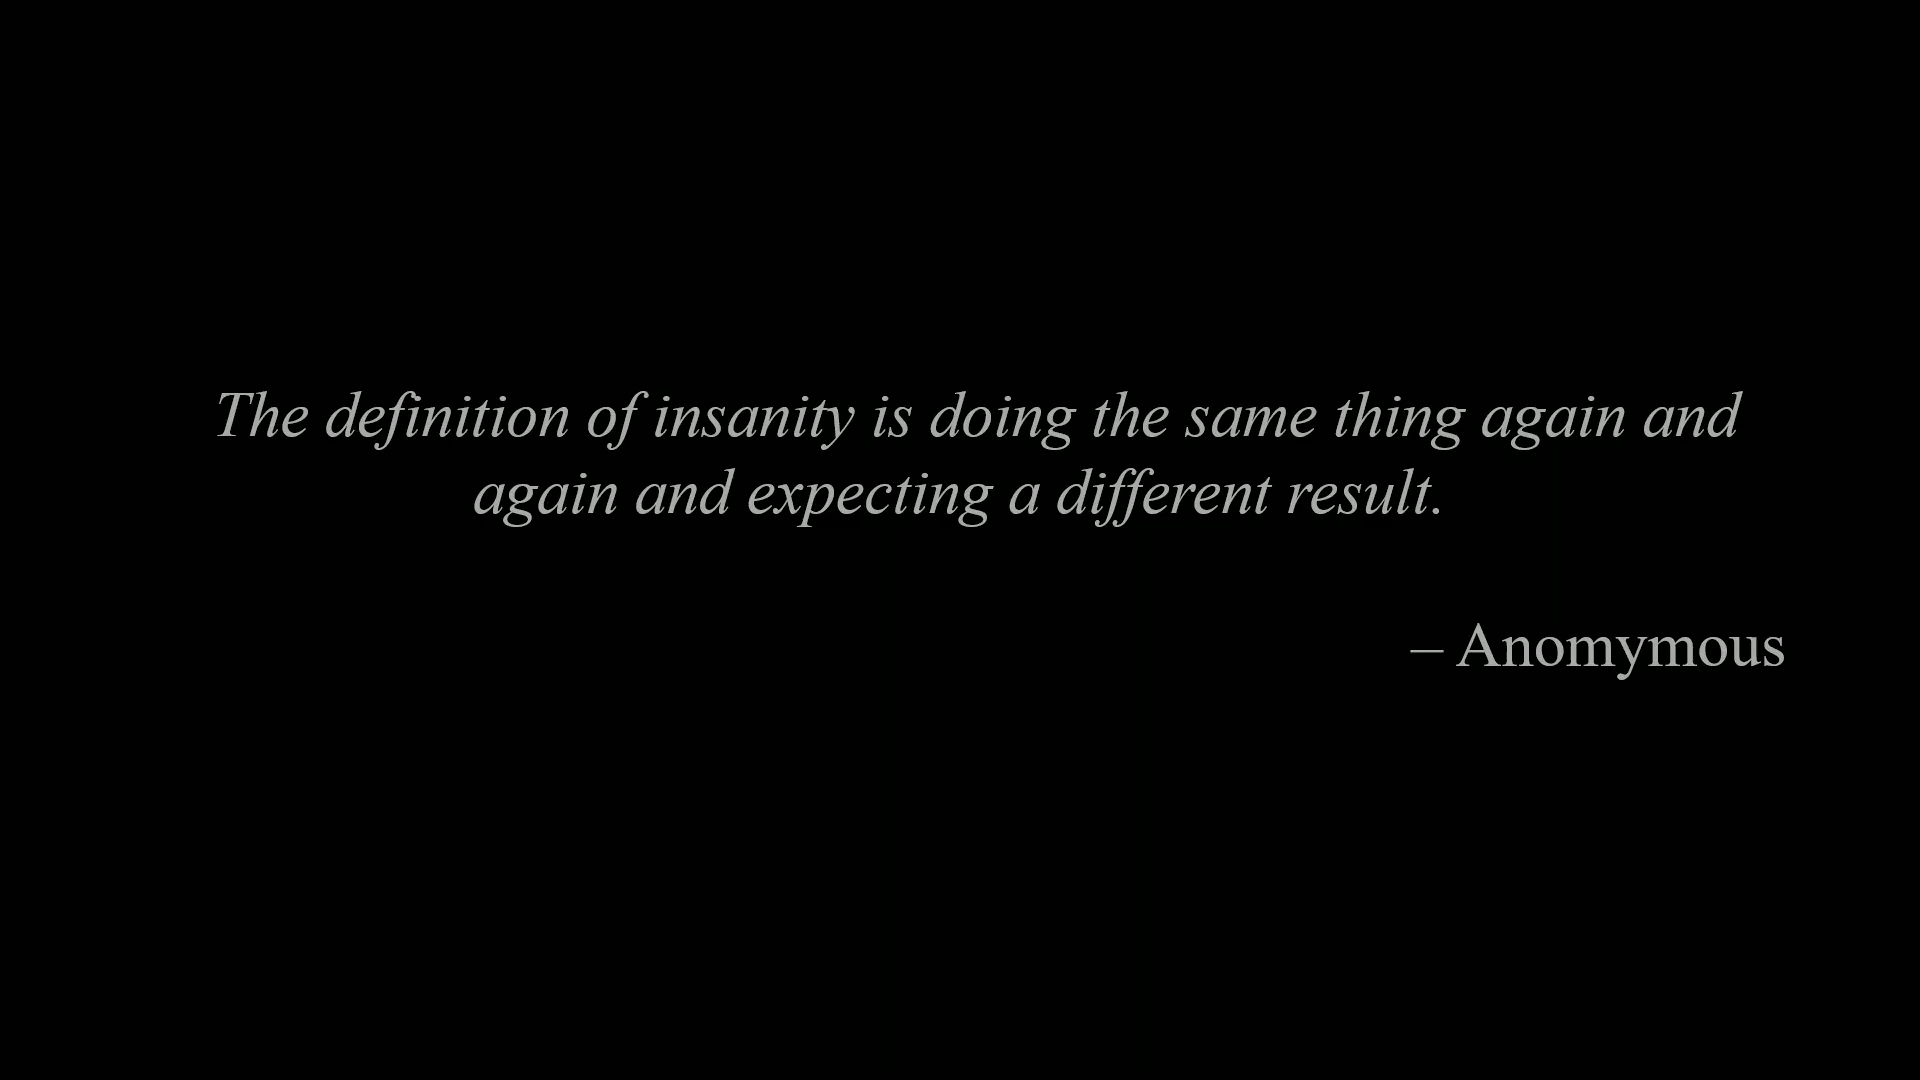 The definition of insanity is doing the same thing again and
again and expecting a different result.
– Anomymous